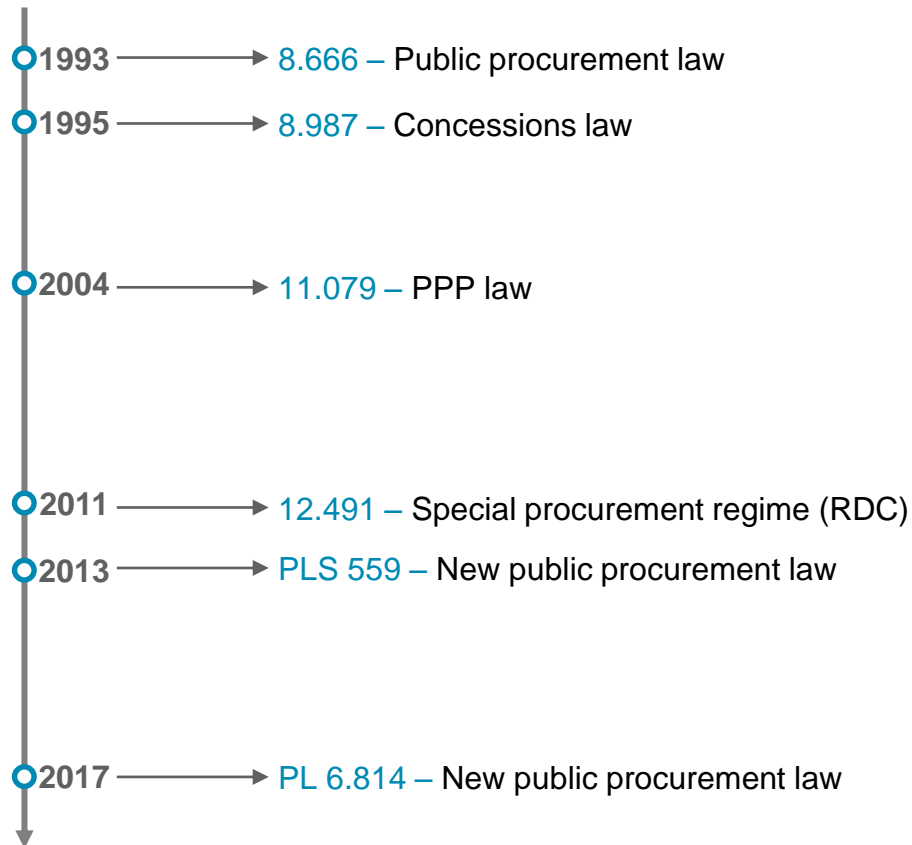 1993 8.666 – Public procurement law
1995 8.987 – Concessions law
2004 11.079 – PPP law
2011 12.491 – Special procurement regime (RDC)
2013 PLS 559 – New public procurement law
2017 PL 6.814 – New public procurement law